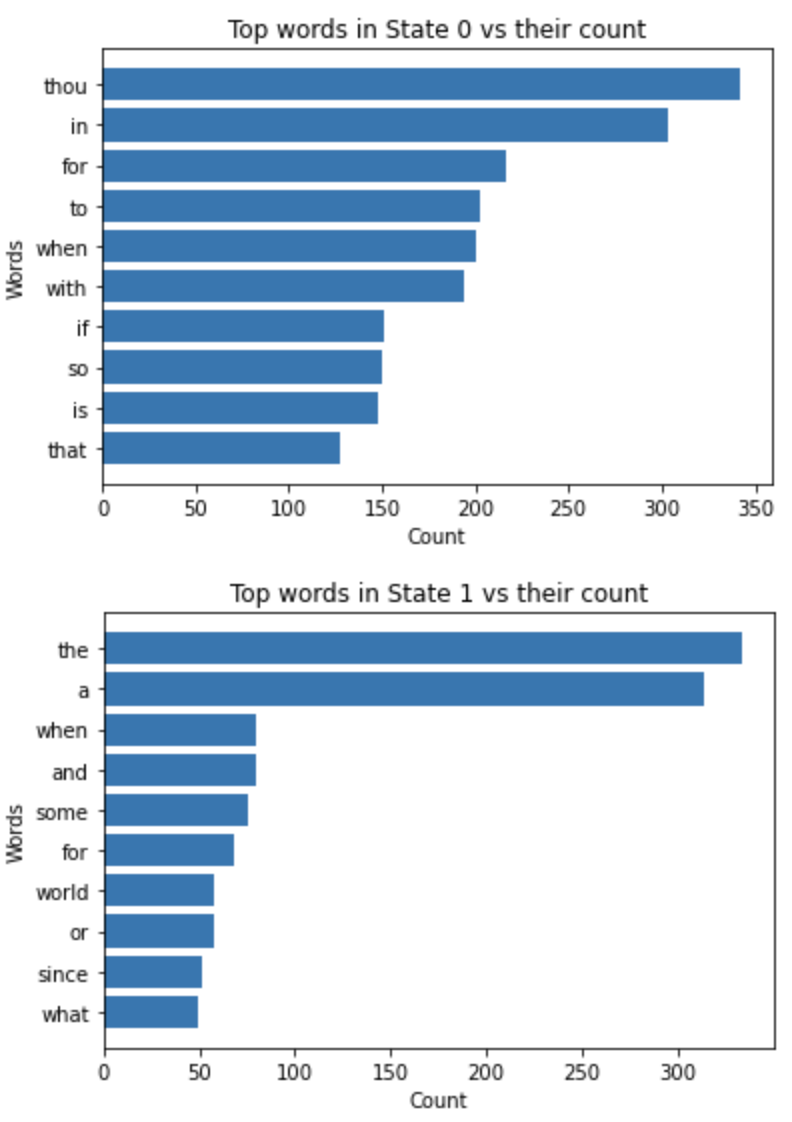 Top words in State 0 vs their count
thou
in
for
to
when
with
if
so
is
that
Words
0 50 100 150 200 250 300 350
Count
Top words in State 1 vs their count
the
a
when
and
some
for
world
or
since
what
Words
0 50 100 150 200 250 300
Count